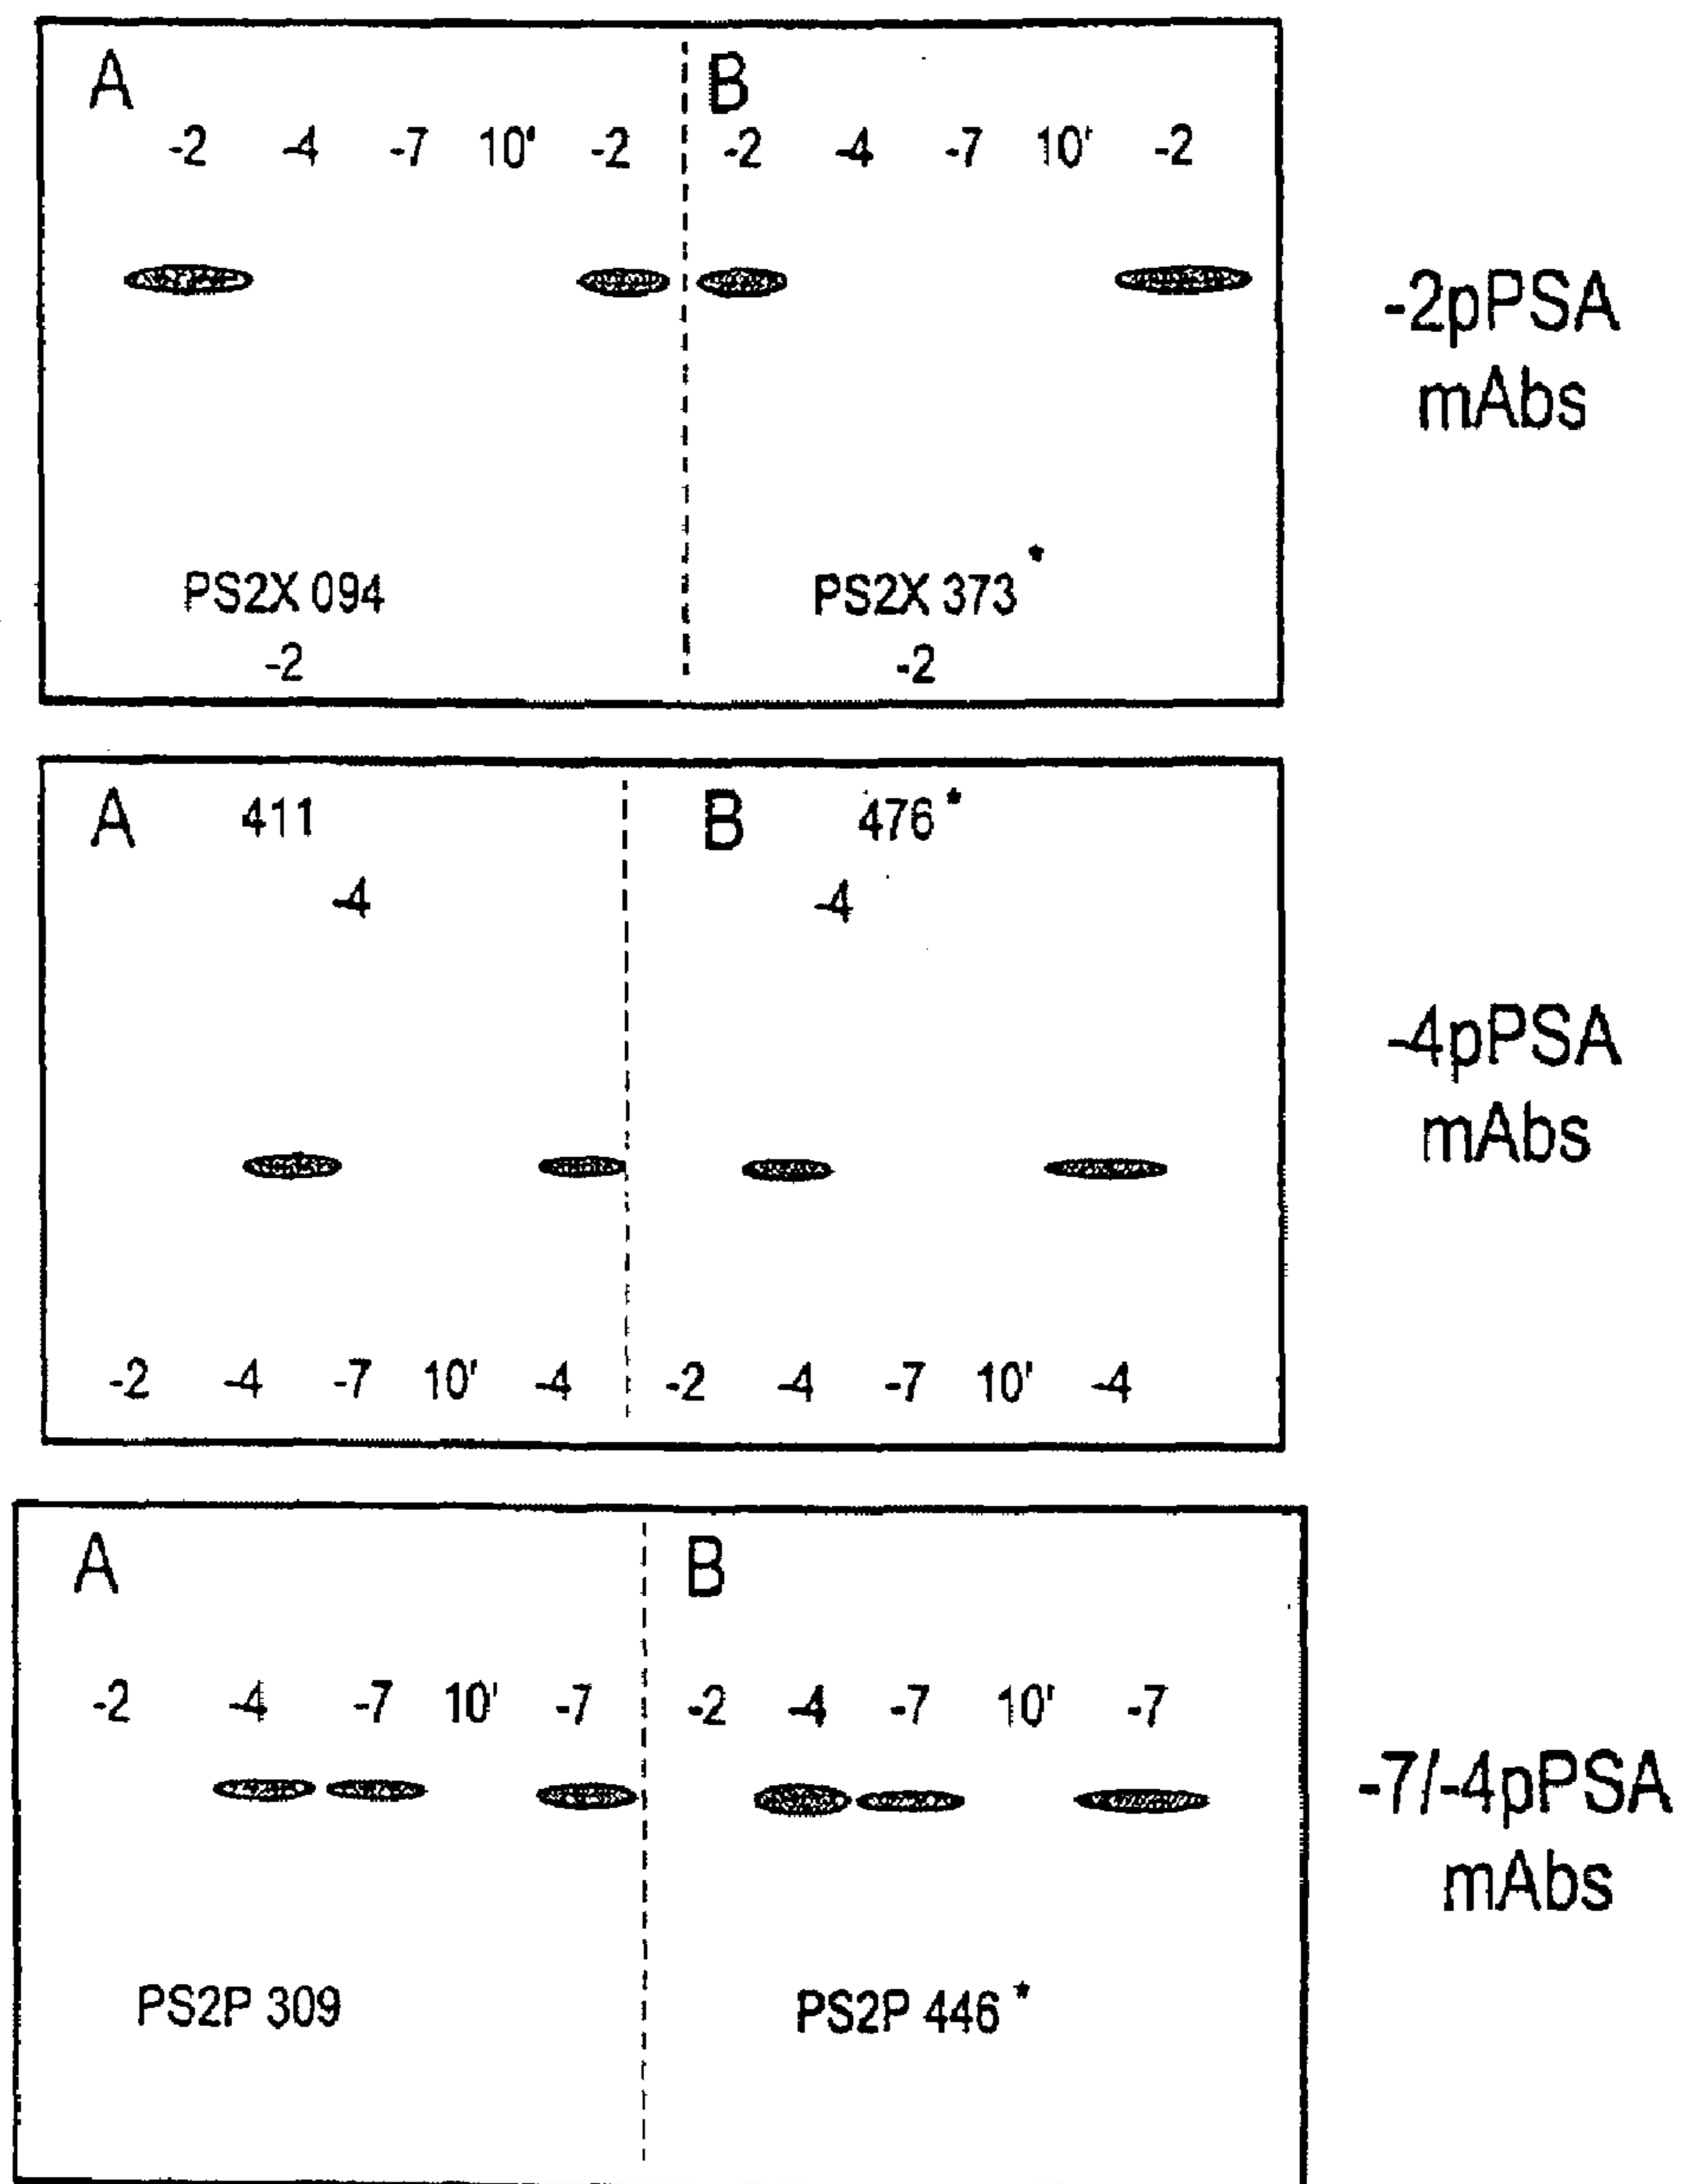 A
B
-2 -4 -7 10' -2
-2 -4 -7 10' -2
PS2X 094
-2
PS2X 373*
-2
-2pPSA
mAbs
A 411
-4
B 476*
-4
-2 -4 -7 10' -4
-2 -4 -7 10' -4
-4pPSA
mAbs
A
B
-2 -4 -7 10' -7
-2 -4 -7 10' -7
PS2P 309
PS2P 446*
-7/-4pPSA
mAbs